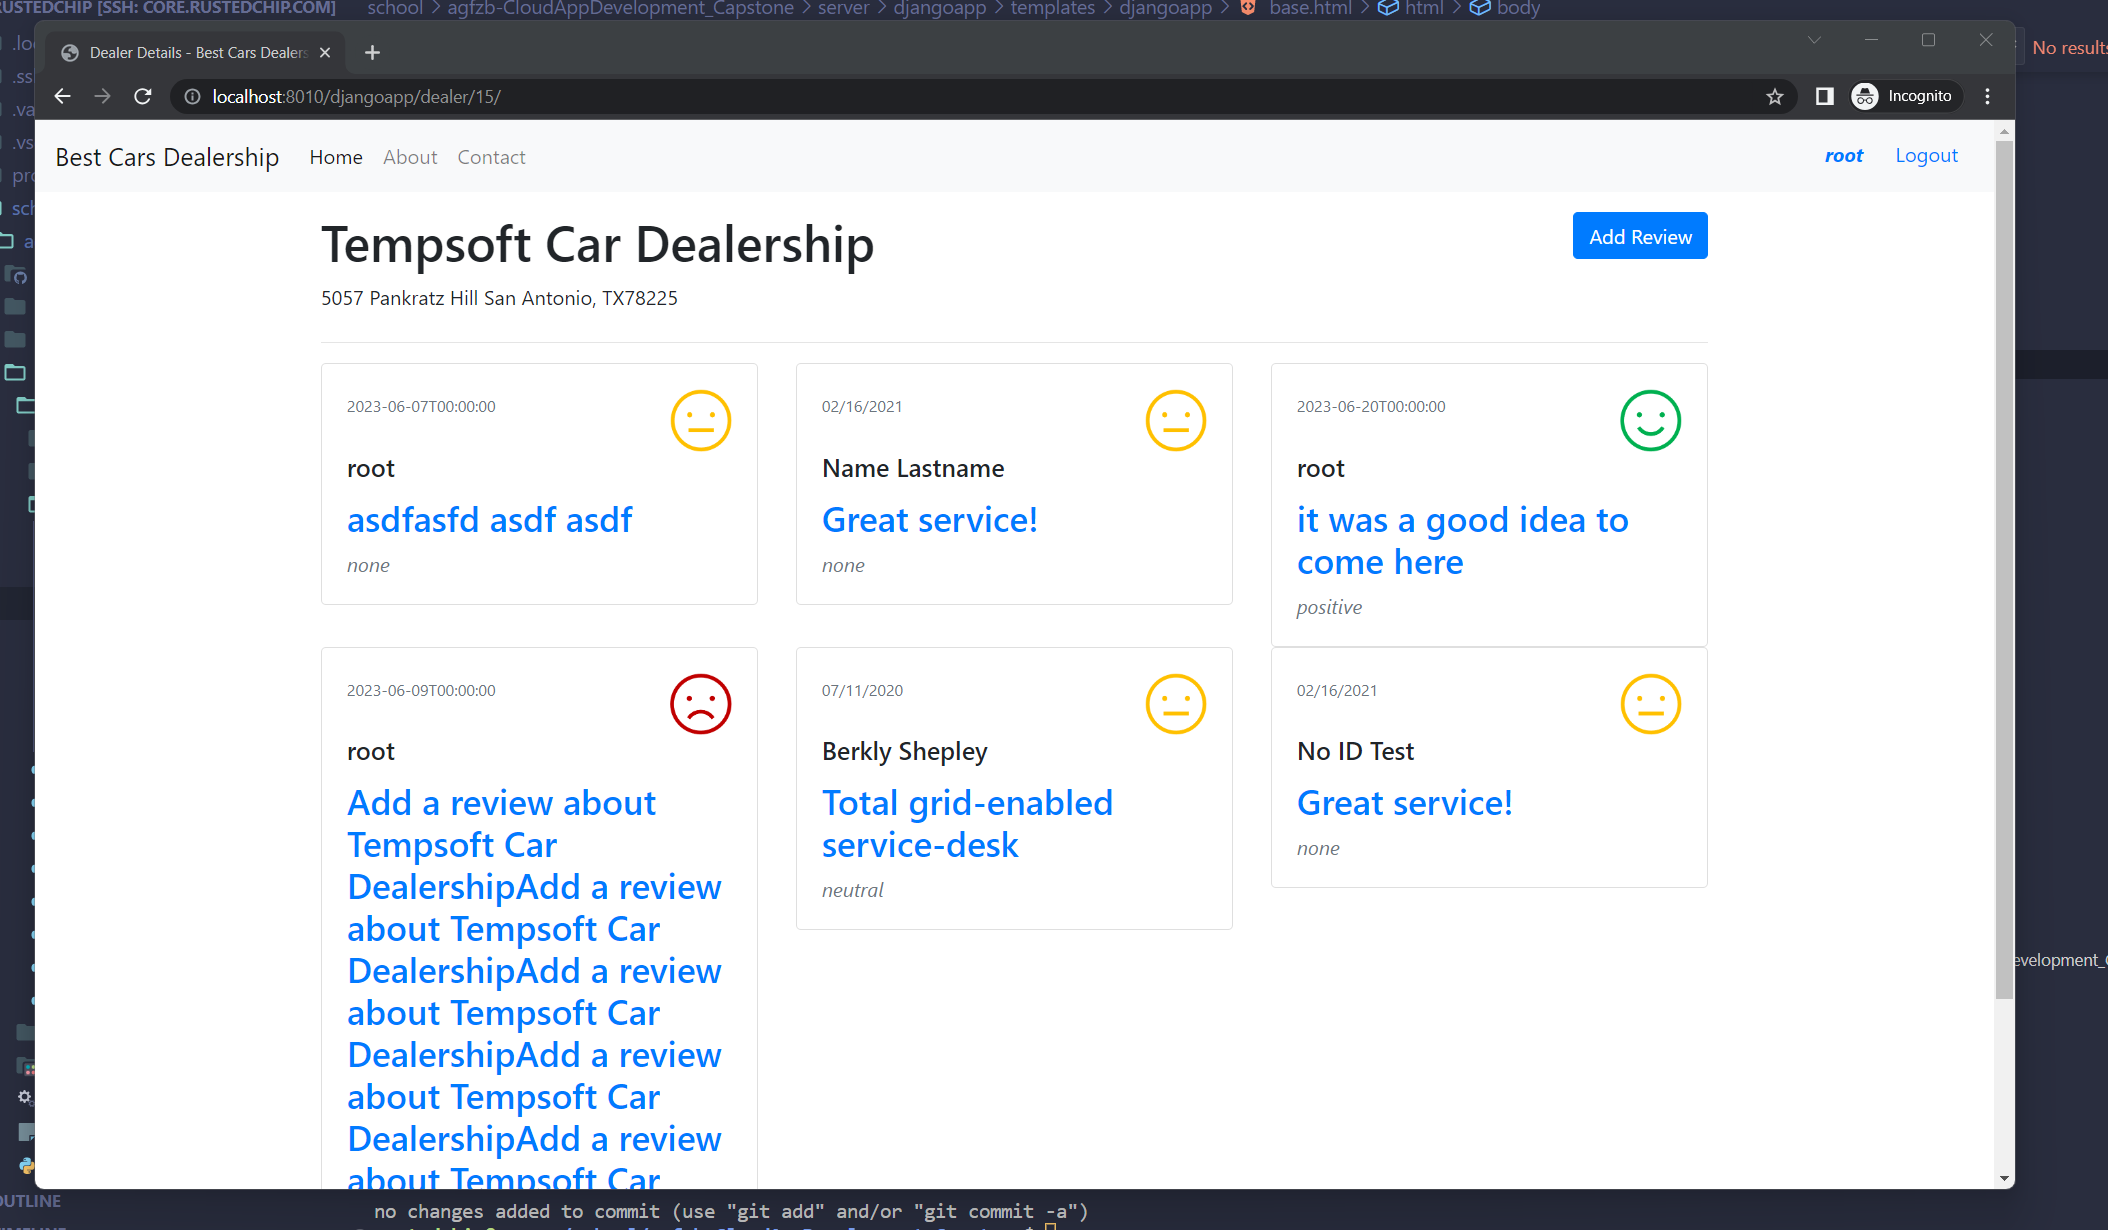 RUSTEDCHIP [SSH: CORE.RUSTEDCHIP.COM] school > agfzb-CloudAppDevelopment_Capstone > server > djangoapp > templates > djangoapp > base.html > html > body
Dealer Details - Best Cars Dealers
No results
localhost:8010/djangoapp/dealer/15/
Incognito
Best Cars Dealership Home About Contact root Logout
Tempsoft Car Dealership
Add Review
5057 Pankratz Hill San Antonio, TX78225
2023-06-07T00:00:00
root
asdfasfd asdf asdf
none
02/16/2021
Name Lastname
Great service!
none
2023-06-20T00:00:00
root
it was a good idea to
come here
positive
2023-06-09T00:00:00
root
Add a review about
Tempsoft Car
DealershipAdd a review
about Tempsoft Car
DealershipAdd a review
about Tempsoft Car
DealershipAdd a review
about Tempsoft Car
DealershipAdd a review
about Tempsoft Car
07/11/2020
Berkly Shepley
Total grid-enabled
service-desk
neutral
02/16/2021
No ID Test
Great service!
none
OUTLINE
no changes added to commit (use "git add" and/or "git commit -a")